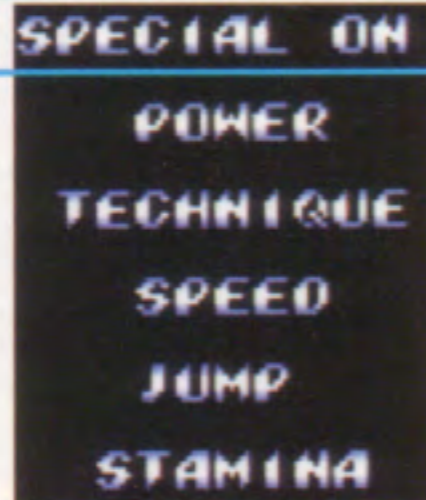 SPECIAL ON
POWER
TECHNIQUE
SPEED
JUMP
STAMINA